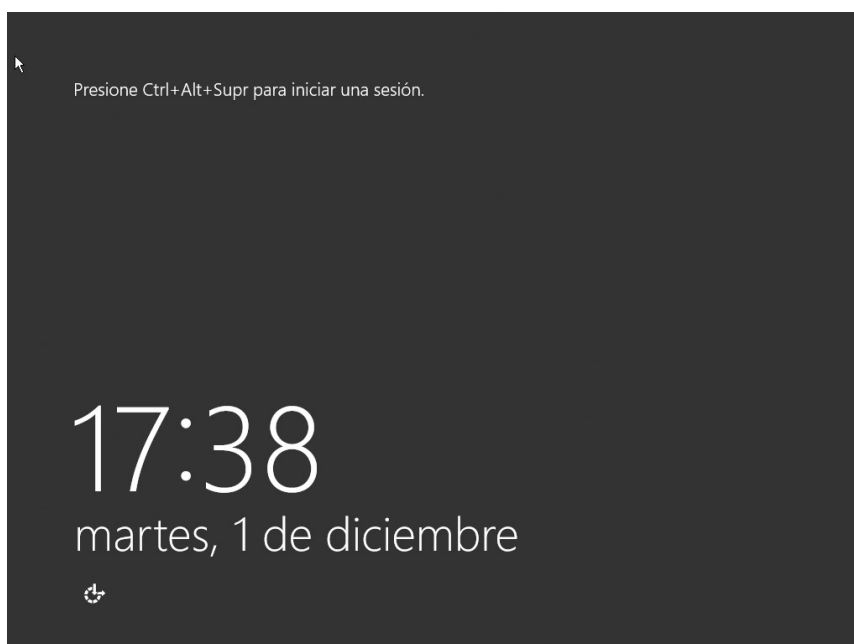 Presione Ctrl+Alt+Supr para iniciar una sesión.
17:38
martes, 1 de diciembre